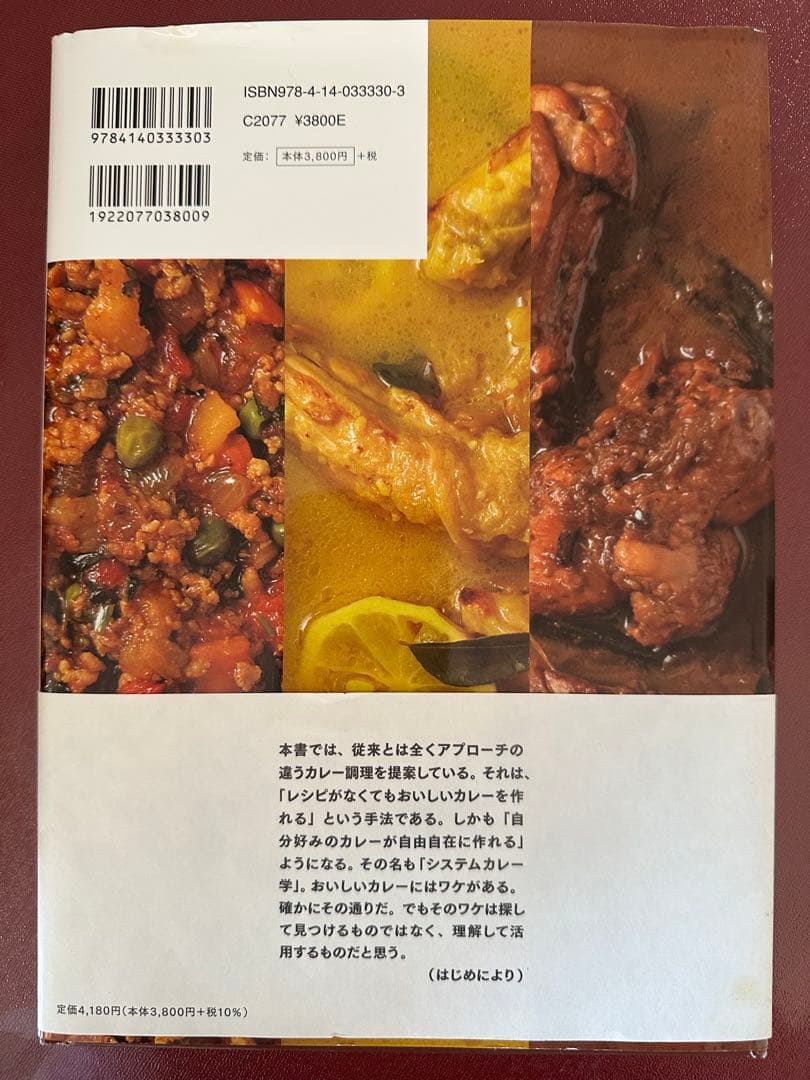 ISBN978-4-14-033330-3
C2077 ¥3800E
9784140333303
定価： 本体3,800円 +税
1922077038009
本書では、従来とは全くアプローチの
違うカレー調理を提案している。それは、
「レシピがなくてもおいしいカレーを作
れる」という手法である。しかも「自
分好みのカレーが自由自在に作れる」
ようになる。その名も「システムカレー
学」。おいしいカレーにはワケがある。
確かにその通りだ。でもそのワケは探し
て見つけるものではなく、理解して活
用するものだと思う。
（はじめにより）
定価4,180円（本体3,800円+税10%）